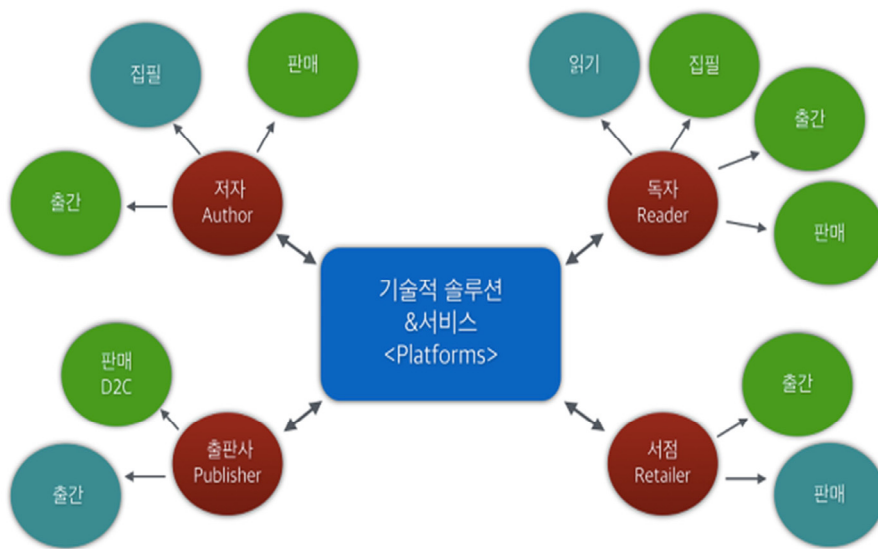 집필
판매
출간
저자
Author
읽기
집필
출간
판매
독자
Reader
기술적 솔루션
&서비스
<Platforms>
판매
D2C
출간
출판사
Publisher
출간
판매
서점
Retailer